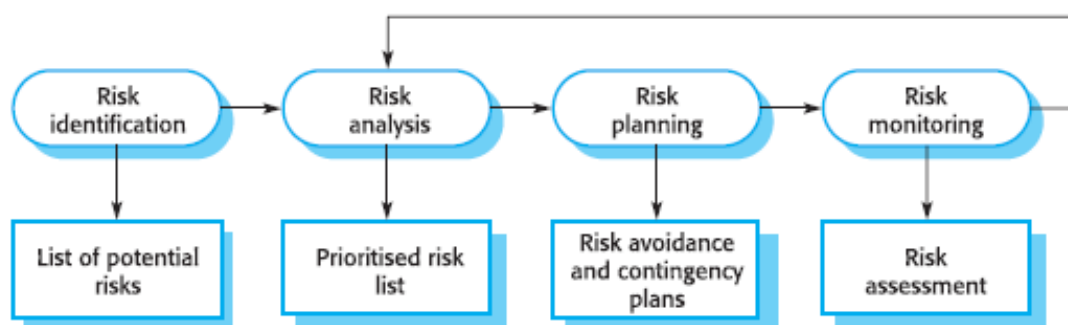 Risk
identification
Risk
analysis
Risk
planning
Risk
monitoring
List of potential
risks
Prioritised risk
list
Risk avoidance
and contingency
plans
Risk
assessment